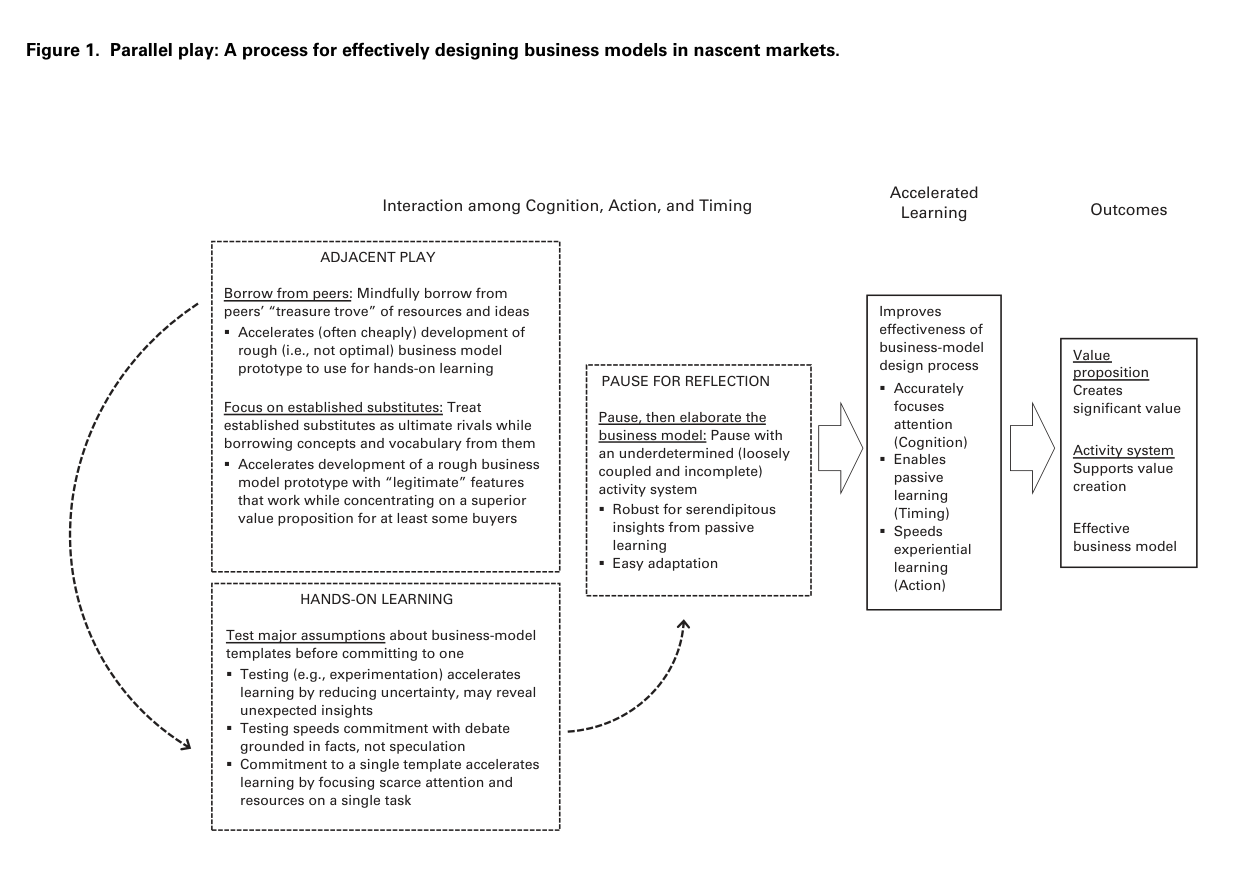 Figure 1. Parallel play: A process for effectively designing business models in nascent markets.
Interaction among Cognition, Action, and Timing
Accelerated
Learning
Outcomes
ADJACENT PLAY
Borrow from peers: Mindfully borrow from
peers’ “treasure trove” of resources and ideas
▪ Accelerates (often cheaply) development of
rough (i.e., not optimal) business model
prototype to use for hands-on learning
Focus on established substitutes: Treat
established substitutes as ultimate rivals while
borrowing concepts and vocabulary from them
▪ Accelerates development of a rough business
model prototype with “legitimate” features
that work while concentrating on a superior
value proposition for at least some buyers
HANDS-ON LEARNING
Test major assumptions about business-model
templates before committing to one
▪ Testing (e.g., experimentation) accelerates
learning by reducing uncertainty, may reveal
unexpected insights
▪ Testing speeds commitment with debate
grounded in facts, not speculation
▪ Commitment to a single template accelerates
learning by focusing scarce attention and
resources on a single task
PAUSE FOR REFLECTION
Pause, then elaborate the
business model: Pause with
an underdetermined (loosely
coupled and incomplete)
activity system
▪ Robust for serendipitous
insights from passive
learning
▪ Easy adaptation
Improves
effectiveness of
business-model
design process
▪ Accurately
focuses
attention
(Cognition)
▪ Enables
passive
learning
(Timing)
▪ Speeds
experiential
learning
(Action)
Value
proposition
Creates
significant value
Activity system
Supports value
creation
Effective
business model